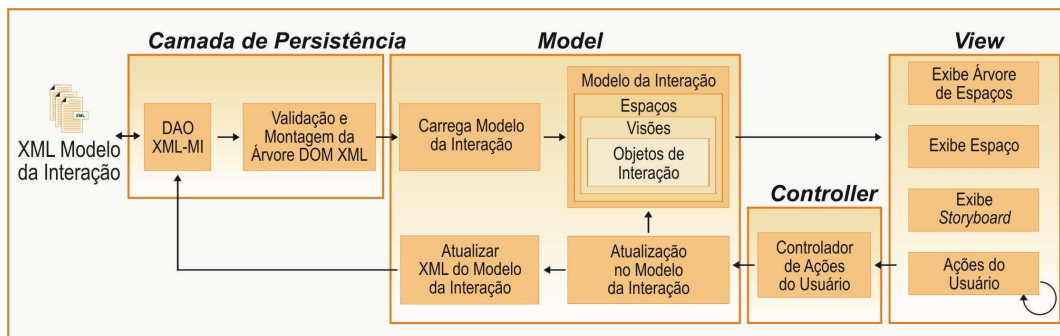 Camada de Persistência
Model
View
XML
XML Modelo
da Interação
DAO
XML-MI
Validação e
Montagem da
Árvore DOM XML
Carrega Modelo
da Interação
Modelo da Interação
Espaços
Visões
Objetos de
Interação
Exibe Árvore
de Espaços
Exibe Espaço
Exibe
Storyboard
Ações do
Usuário
Controller
Controlador
de Ações
do Usuário
Atualização
no Modelo
da Interação
Atualizar
XML do Modelo
da Interação